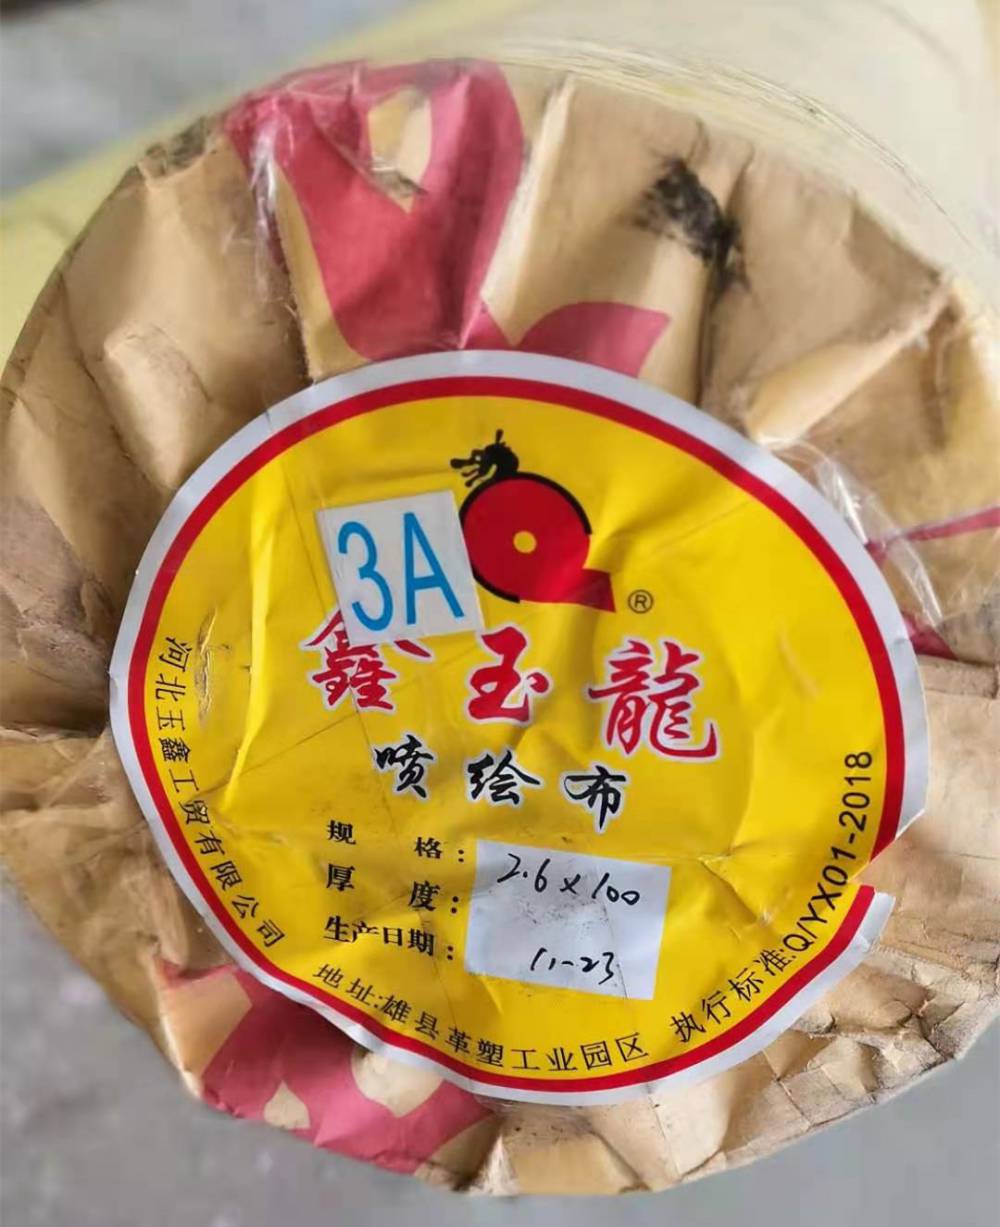 3A
®
鑫玉龍
喷绘布
规格: 2.6×100
厚度:
生产日期: 11-23
河北玉鑫工贸有限公司
地址:雄县革塑工业园区
执行标准:Q/YX01-2018